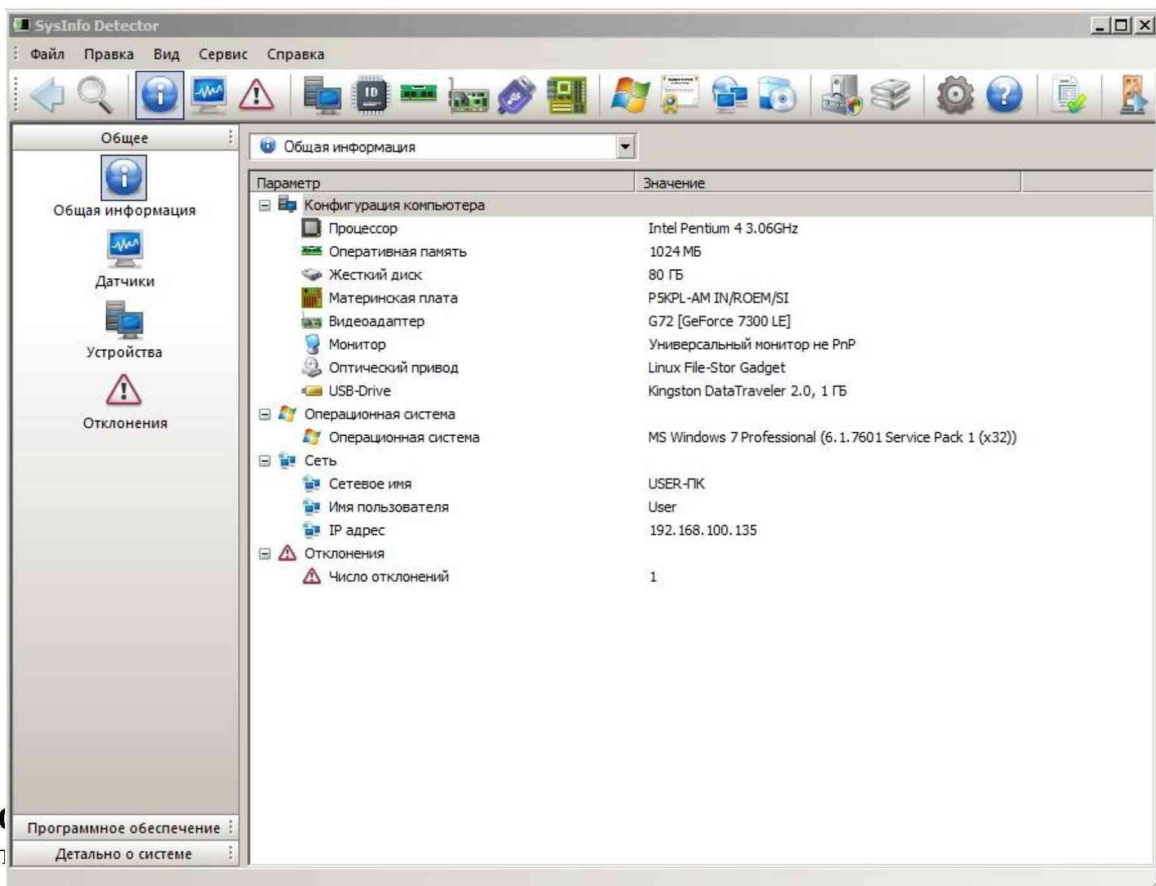 SysInfo Detector
Файл Правка Вид Сервис Справка
ID
Общее
Общая информация
Датчики
Устройства
Отклонения
Программное обеспечение
Детально о системе
Общая информация
Параметр Значение
Конфигурация компьютера
Процессор Intel Pentium 4 3.06GHz
Оперативная память 1024 МБ
Жесткий диск 80 ГБ
Материнская плата P5KPL-AM IN/ROEM/SI
Видеоадаптер G72 [GeForce 7300 LE]
Монитор Универсальный монитор не PnP
Оптический привод Linux File-Stor Gadget
USB-Drive Kingston DataTraveler 2.0, 1 ГБ
Операционная система
Операционная система MS Windows 7 Professional (6.1.7601 Service Pack 1 (x32))
Сеть
Сетевое имя USER-ПК
Имя пользователя User
IP адрес 192.168.100.135
Отклонения
Число отклонений 1